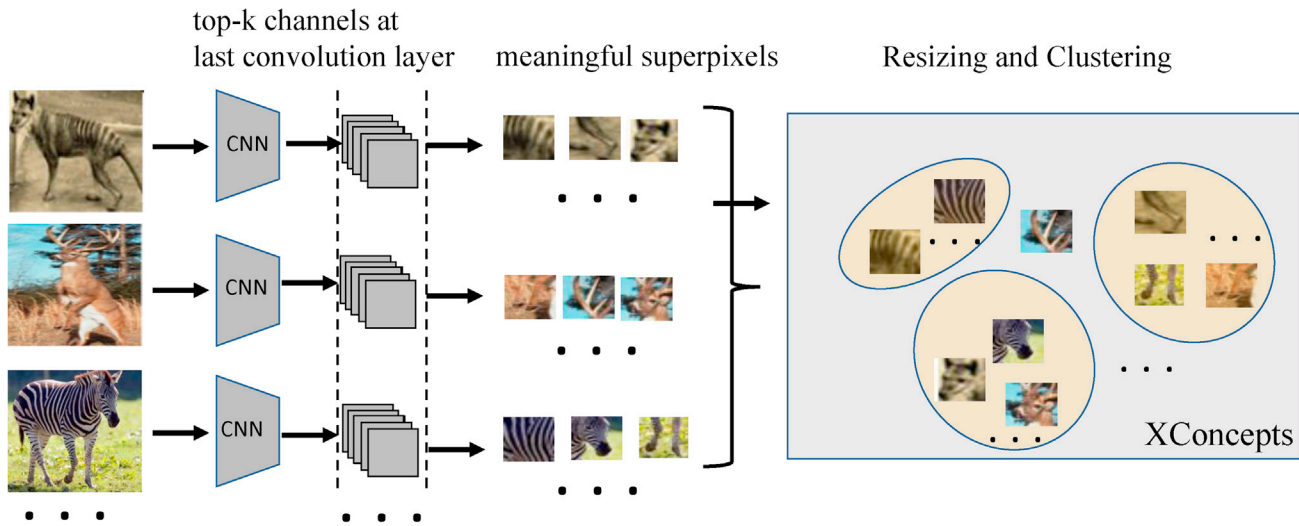 top-k channels at
last convolution layer
meaningful superpixels
Resizing and Clustering
CNN
CNN
CNN
XConcepts